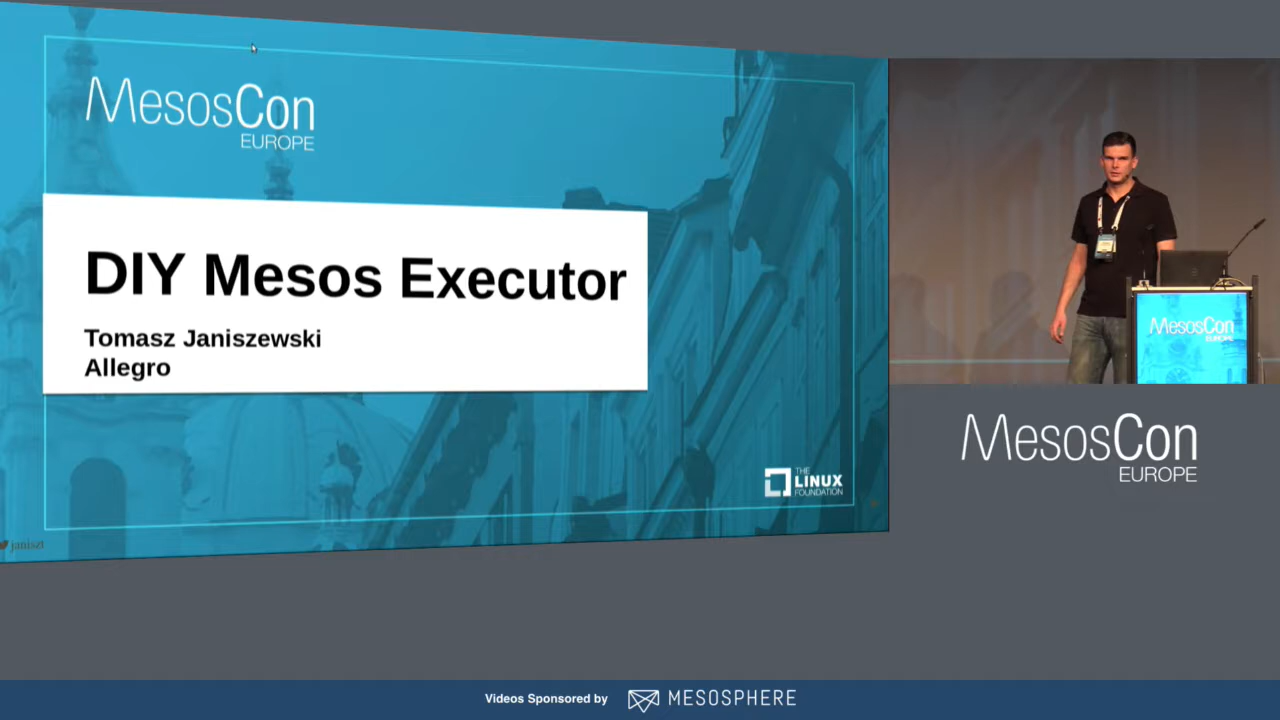 MesosCon
EUROPE
DIY Mesos Executor
Tomasz Janiszewski
Allegro
THE
LINUX
FOUNDATION
janiszt
MesosCon
EUROPE
MesosCon
EUROPE
Videos Sponsored by MESOSPHERE